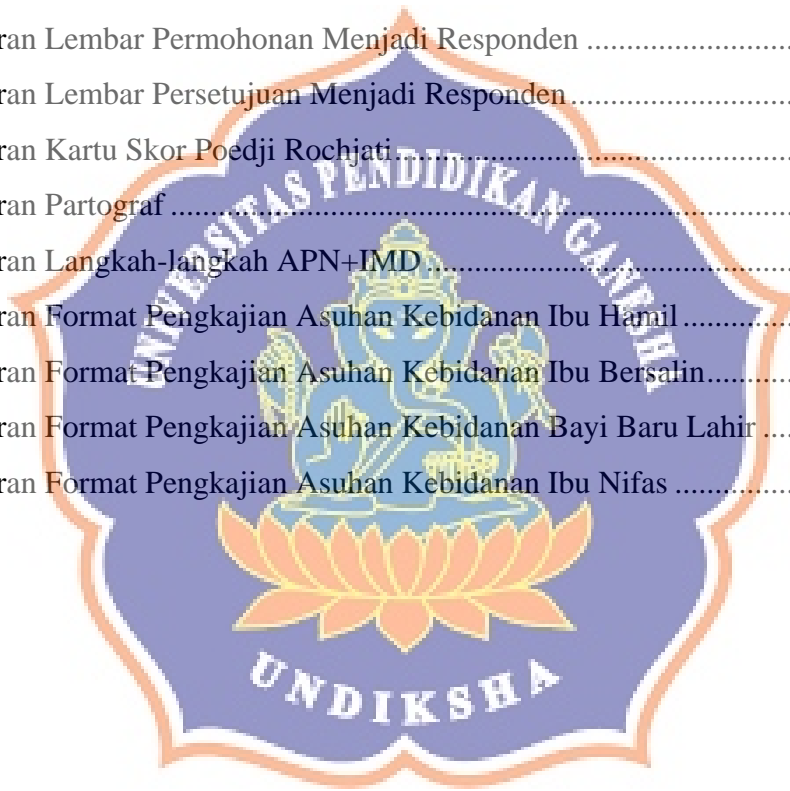 ran Lembar Permohonan Menjadi Responden ........................
ran Lembar Persetujuan Menjadi Responden ........................
ran Kartu Skor Poedji Rochjati ........................
ran Partograf ........................
ran Langkah-langkah APN+IMD ........................
ran Format Pengkajian Asuhan Kebidanan Ibu Hamil ............
ran Format Pengkajian Asuhan Kebidanan Ibu Bersalin ............
ran Format Pengkajian Asuhan Kebidanan Bayi Baru Lahir ....
ran Format Pengkajian Asuhan Kebidanan Ibu Nifas ............
UNIVERSITAS PENDIDIKAN GANESHA
UNDIKSHA